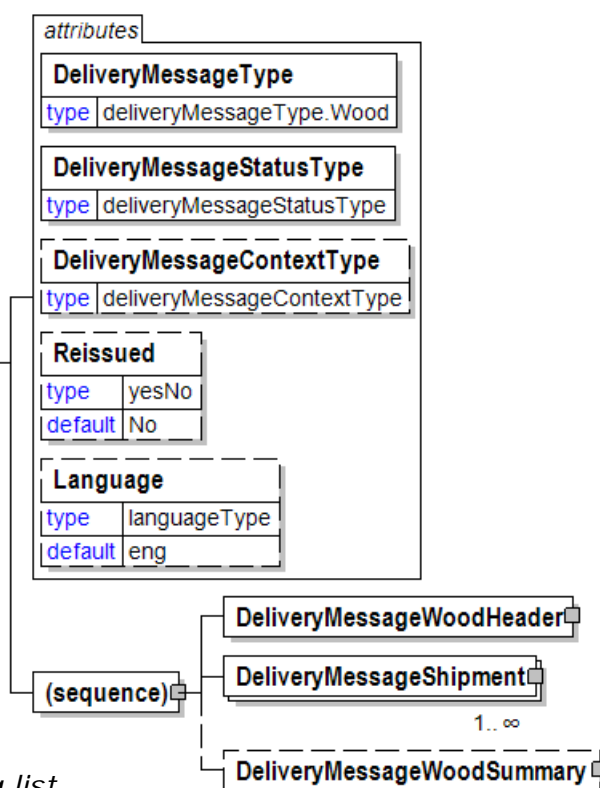 attributes
DeliveryMessageType
type deliveryMessageType.Wood
DeliveryMessageStatusType
type deliveryMessageStatusType
DeliveryMessageContextType
type deliveryMessageContextType
Reissued
type yesNo
default No
Language
type languageType
default eng
DeliveryMessageWoodHeader
(sequence)
DeliveryMessageShipment
1..∞
DeliveryMessageWoodSummary
list